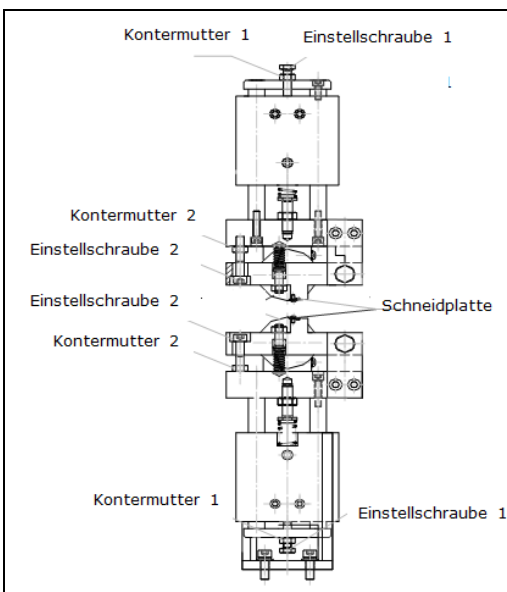 Kontermutter 1
Einstellschraube 1
Kontermutter 2
Einstellschraube 2
Einstellschraube 2
Schneidplatte
Kontermutter 2
Kontermutter 1
Einstellschraube 1